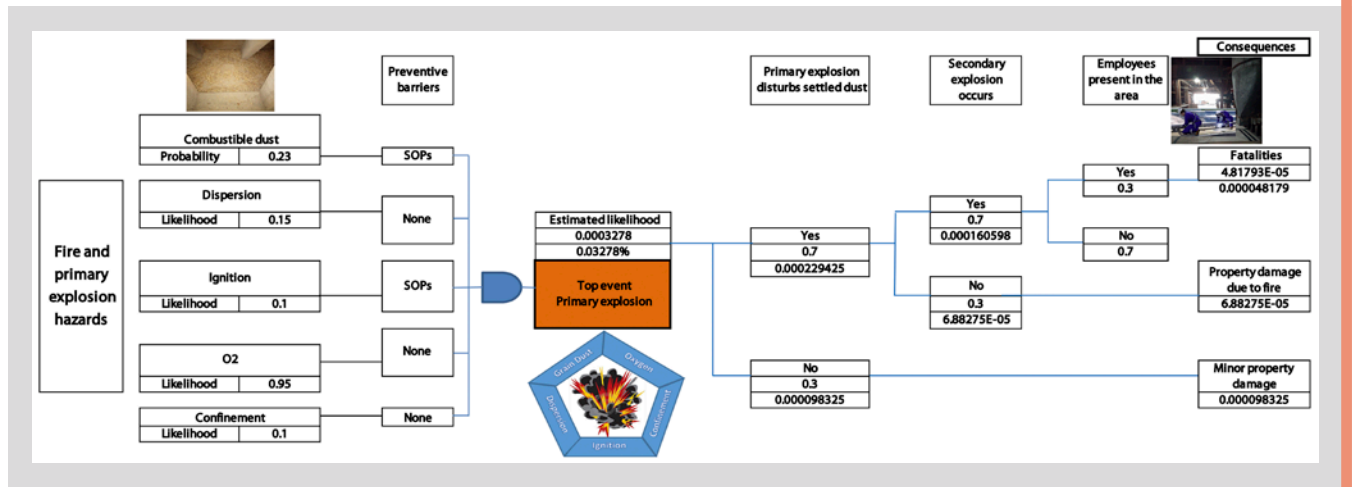 Consequences
Preventive
barriers
Primary explosion
disturbs settled dust
Secondary
explosion
occurs
Employees
present in the
area
Combustible dust
Probability 0.23
SOPs
Dispersion
Likelihood 0.15
None
Fire and
primary
explosion
hazards
Ignition
Likelihood 0.1
SOPs
O2
Likelihood 0.95
None
Confinement
Likelihood 0.1
None
Estimated likelihood
0.0003278
0.03278%
Top event
Primary explosion
Grain Dust
Oxygen
Confinement
Ignition
Dispersion
Yes
0.7
0.000229425
No
0.3
0.000098325
Yes
0.7
0.000160598
No
0.3
6.88275E-05
Yes
0.3
No
0.7
Fatalities
4.81793E-05
0.000048179
Property damage
due to fire
6.88275E-05
Minor property
damage
0.000098325